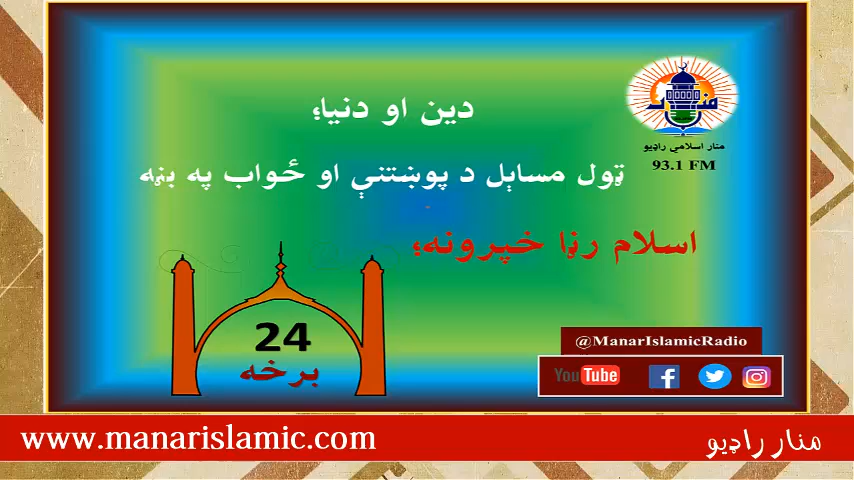 دین او دنیا؛
ټول مسایل د پوښتنې او ځواب په بڼه
اسلام رڼا خپرونه؛
منار
منار اسلامي راډیو
93.1 FM
24
برخه
@ManarIslamicRadio
YouTube
www.manarislamic.com
منار راډیو